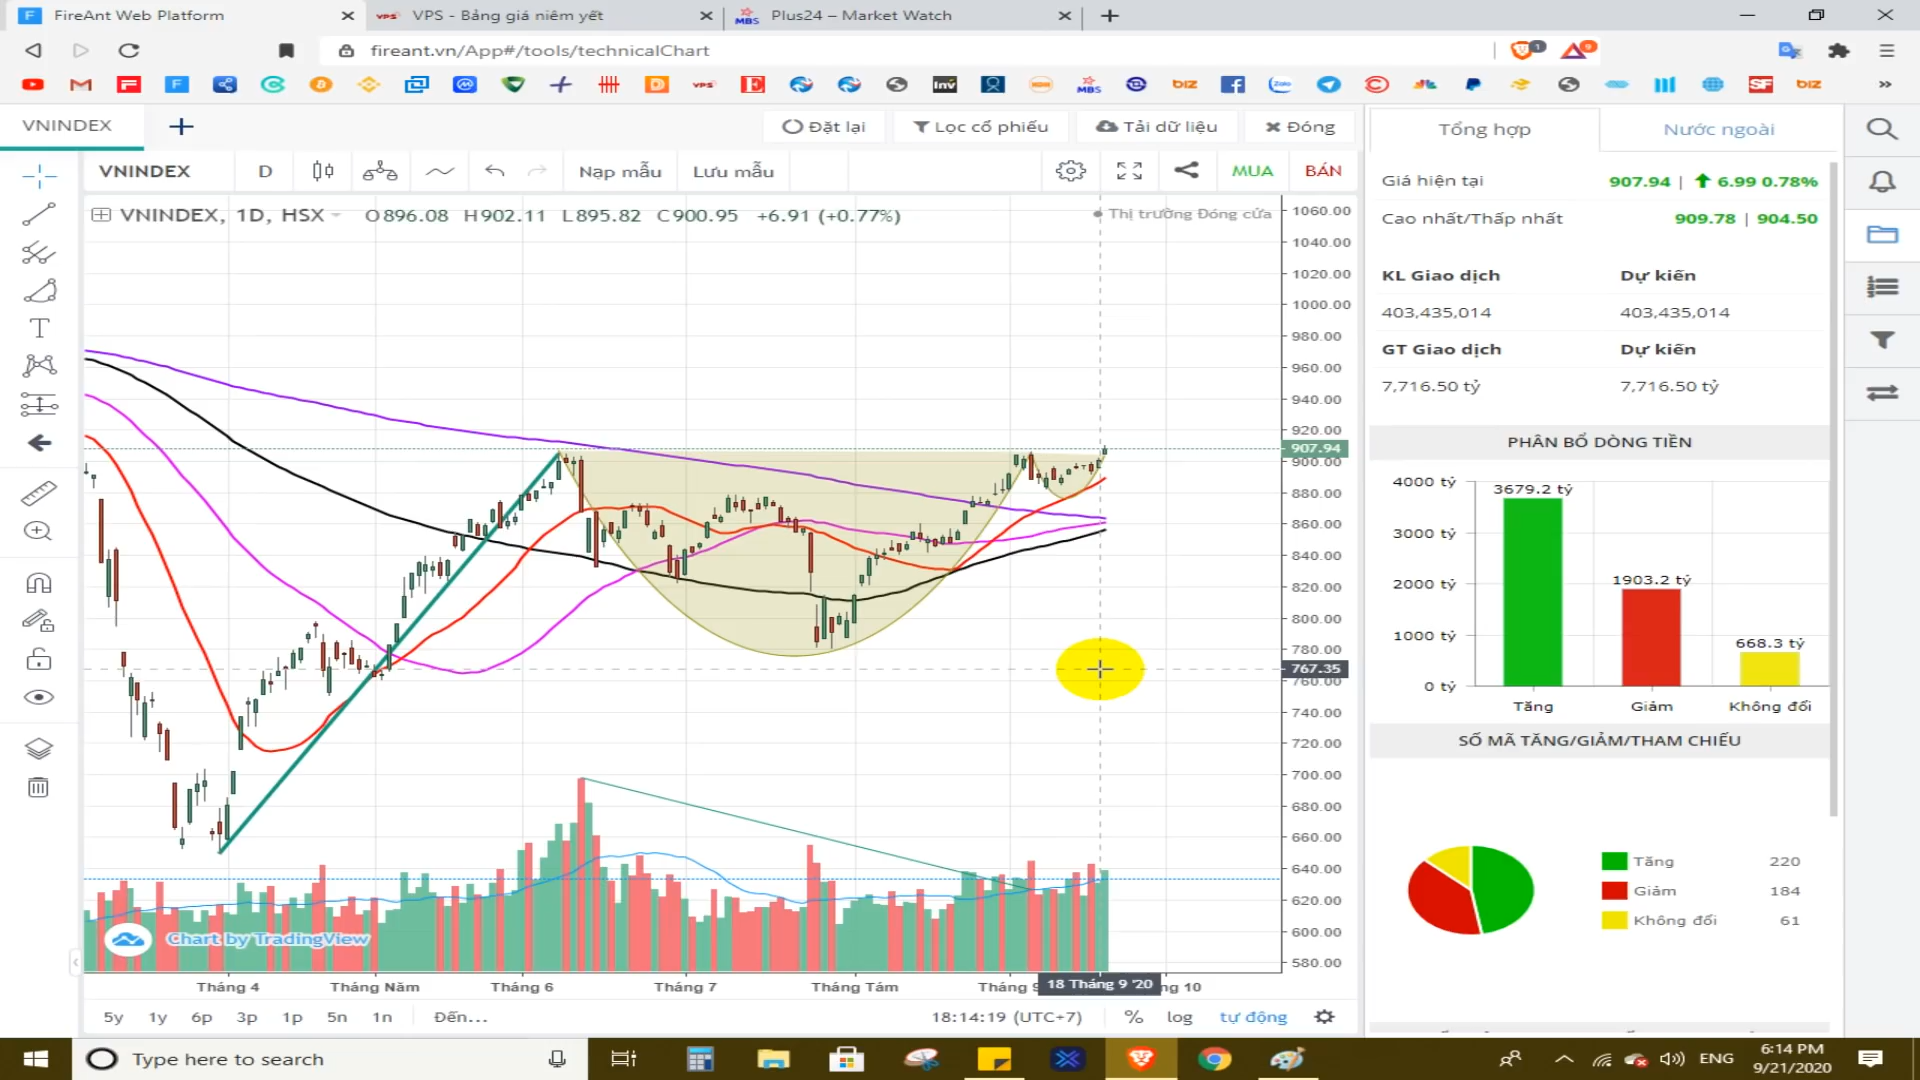 FireAnt Web Platform
VPS - Bảng giá niêm yết
MBS Plus24 – Market Watch
fireant.vn/App#/tools/technicalChart
VNINDEX
Đặt lại
Lọc cổ phiếu
Tải dữ liệu
Đóng
VNINDEX
D
Nạp mẫu
Lưu mẫu
MUA
BÁN
VNINDEX, 1D, HSX
O896.08 H902.11 L895.82 C900.95 +6.91 (+0.77%)
Thị trường Đóng cửa
1060.00
1040.00
1020.00
1000.00
980.00
960.00
940.00
920.00
907.94
900.00
880.00
860.00
840.00
820.00
800.00
780.00
767.35
760.00
740.00
720.00
700.00
680.00
660.00
640.00
620.00
600.00
580.00
Chart by TradingView
Tháng 4
Tháng Năm
Tháng 6
Tháng 7
Tháng Tám
Tháng 9
18 Tháng 9 '20
ng 10
5y 1y 6p 3p 1p 5n 1n Đến...
18:14:19 (UTC+7) % log tự động
Tổng hợp
Nước ngoài
Giá hiện tại 907.94 | 6.99 0.78%
Cao nhất/Thấp nhất 909.78 | 904.50
KL Giao dịch Dự kiến
403,435,014 403,435,014
GT Giao dịch Dự kiến
7,716.50 tỷ 7,716.50 tỷ
PHÂN BỔ DÒNG TIỀN
4000 tỷ
3000 tỷ
2000 tỷ
1000 tỷ
0 tỷ
3679.2 tỷ
1903.2 tỷ
668.3 tỷ
Tăng Giảm Không đổi
SỐ MÃ TĂNG/GIẢM/THAM CHIẾU
Tăng 220
Giảm 184
Không đổi 61
Type here to search
ENG
6:14 PM
9/21/2020